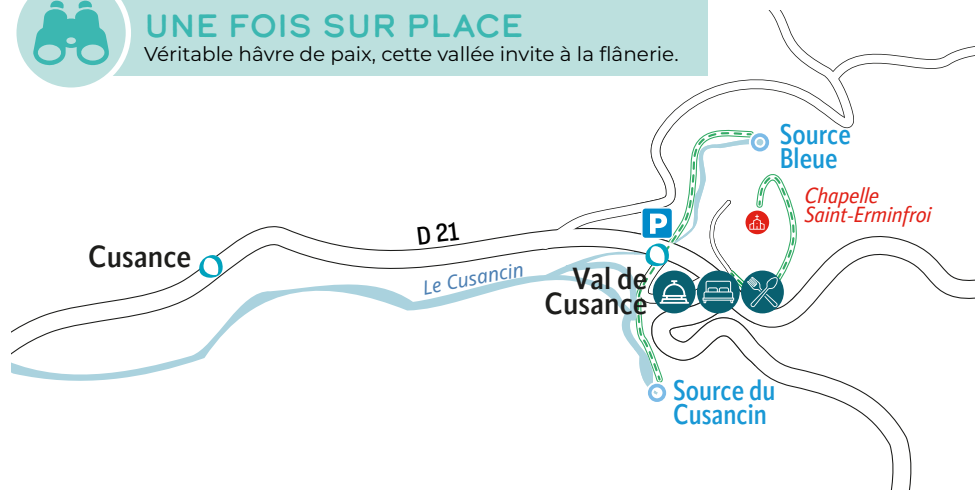 UNE FOIS SUR PLACE
Véritable hâvre de paix, cette vallée invite à la flânerie.
Source
Bleue
Chapelle
Saint-Erminfroi
P
D 21
Cusance
Le Cusancin
Val de
Cusance
Source du
Cusancin